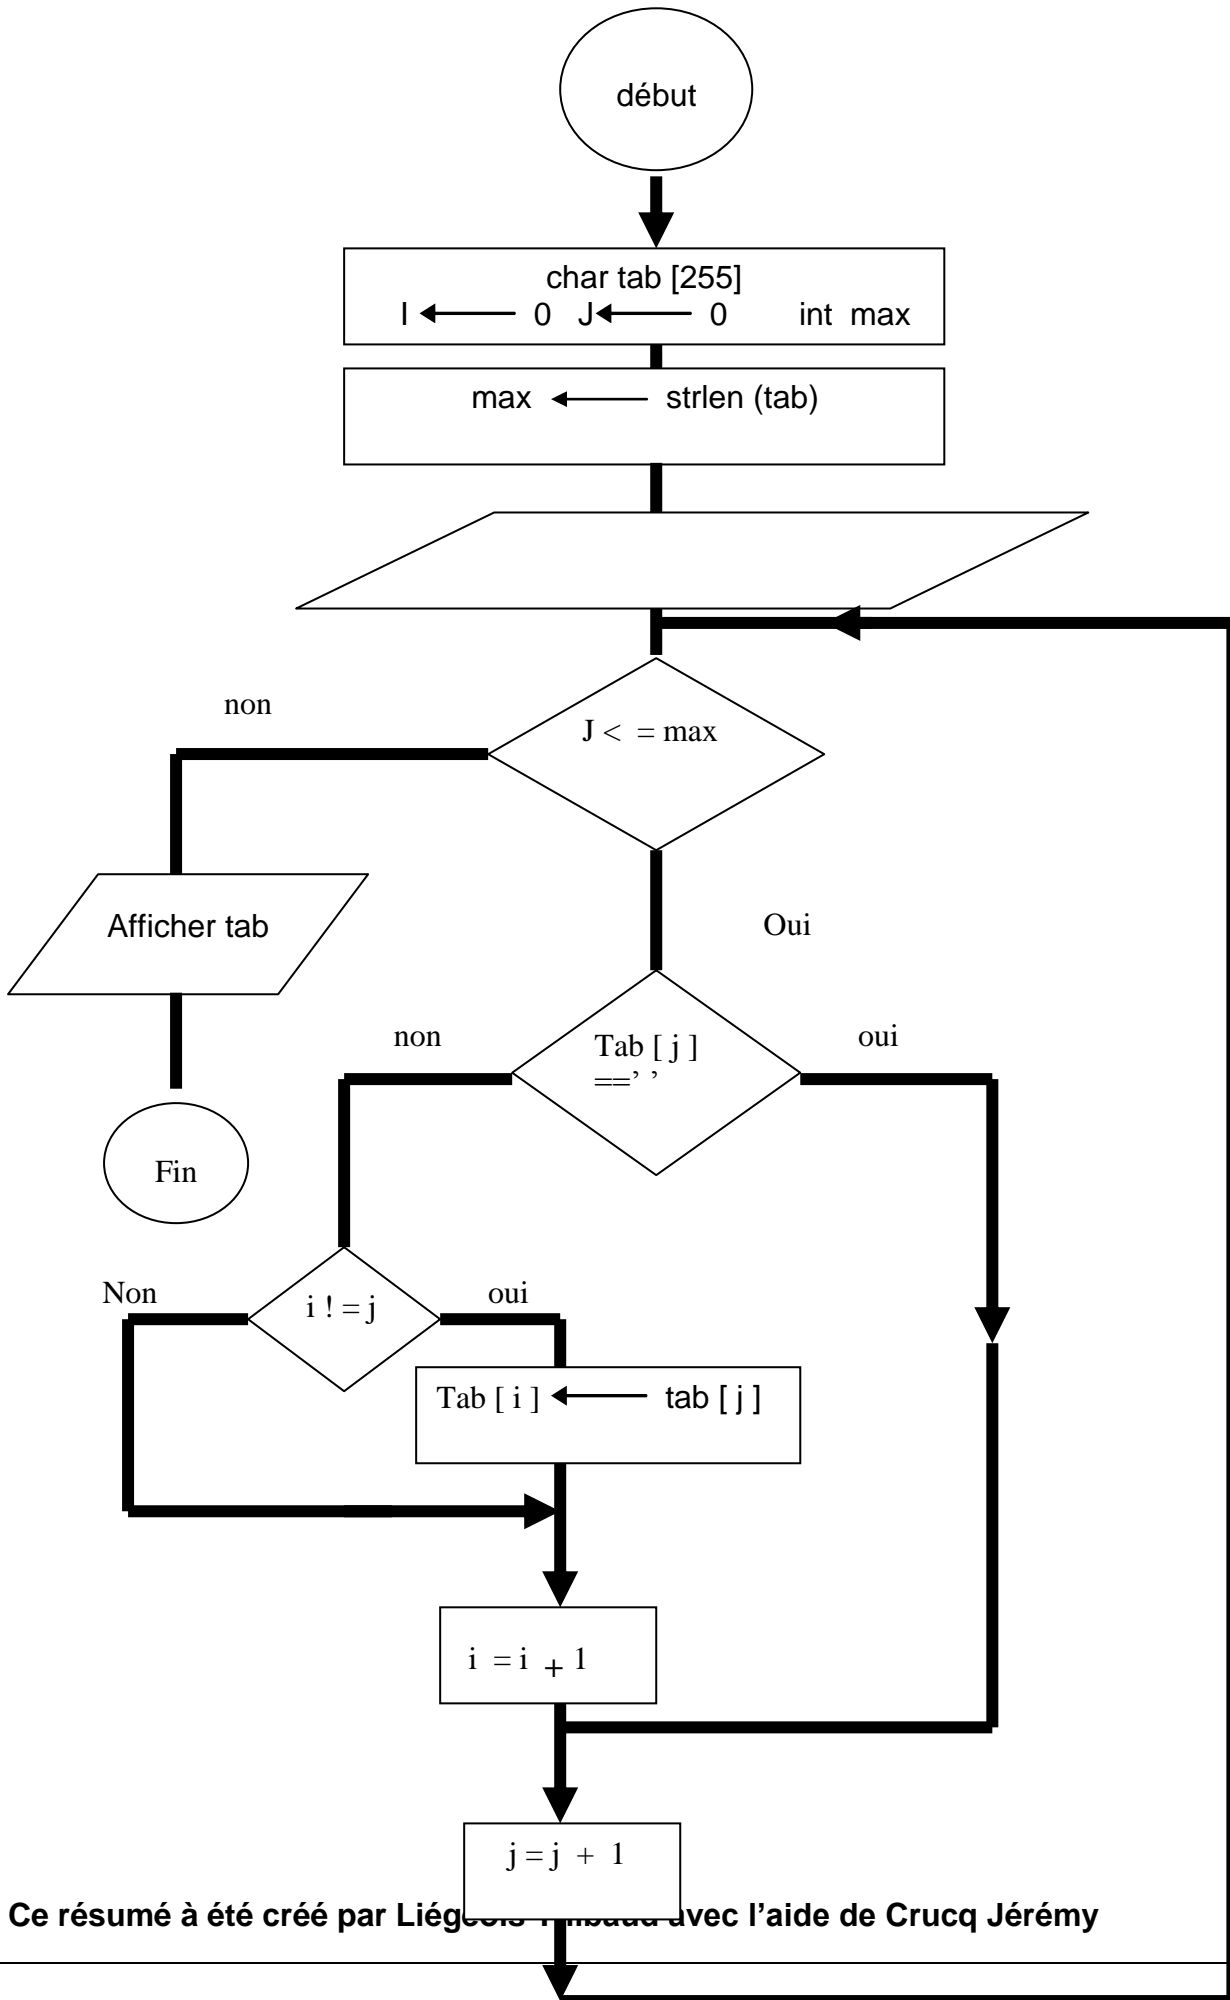 début
char tab [255]
I 0 J 0 int max
max strlen (tab)
non
J < = max
Afficher tab
Oui
non
Tab [ j ]
==’ ’
oui
Fin
Non
i ! = j
oui
Tab [ i ] tab [ j ]
i = i + 1
j = j + 1
Ce résumé à été créé par avec l’aide de Crucq Jérémy